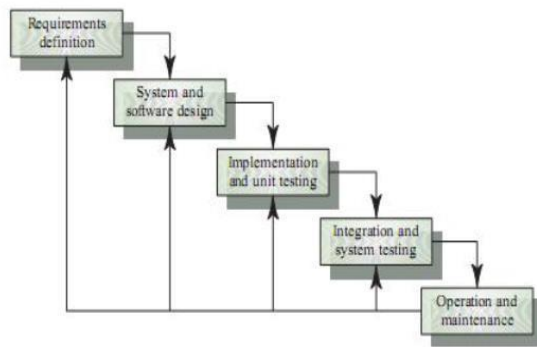 Requirements
definition
System and
software design
Implementation
and unit testing
Integration and
system testing
Operation and
maintenance